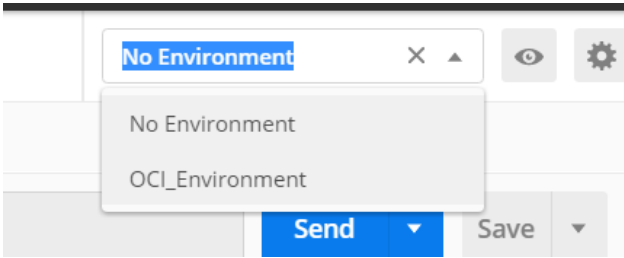 No Environment
No Environment
OCI_Environment
Send
Save